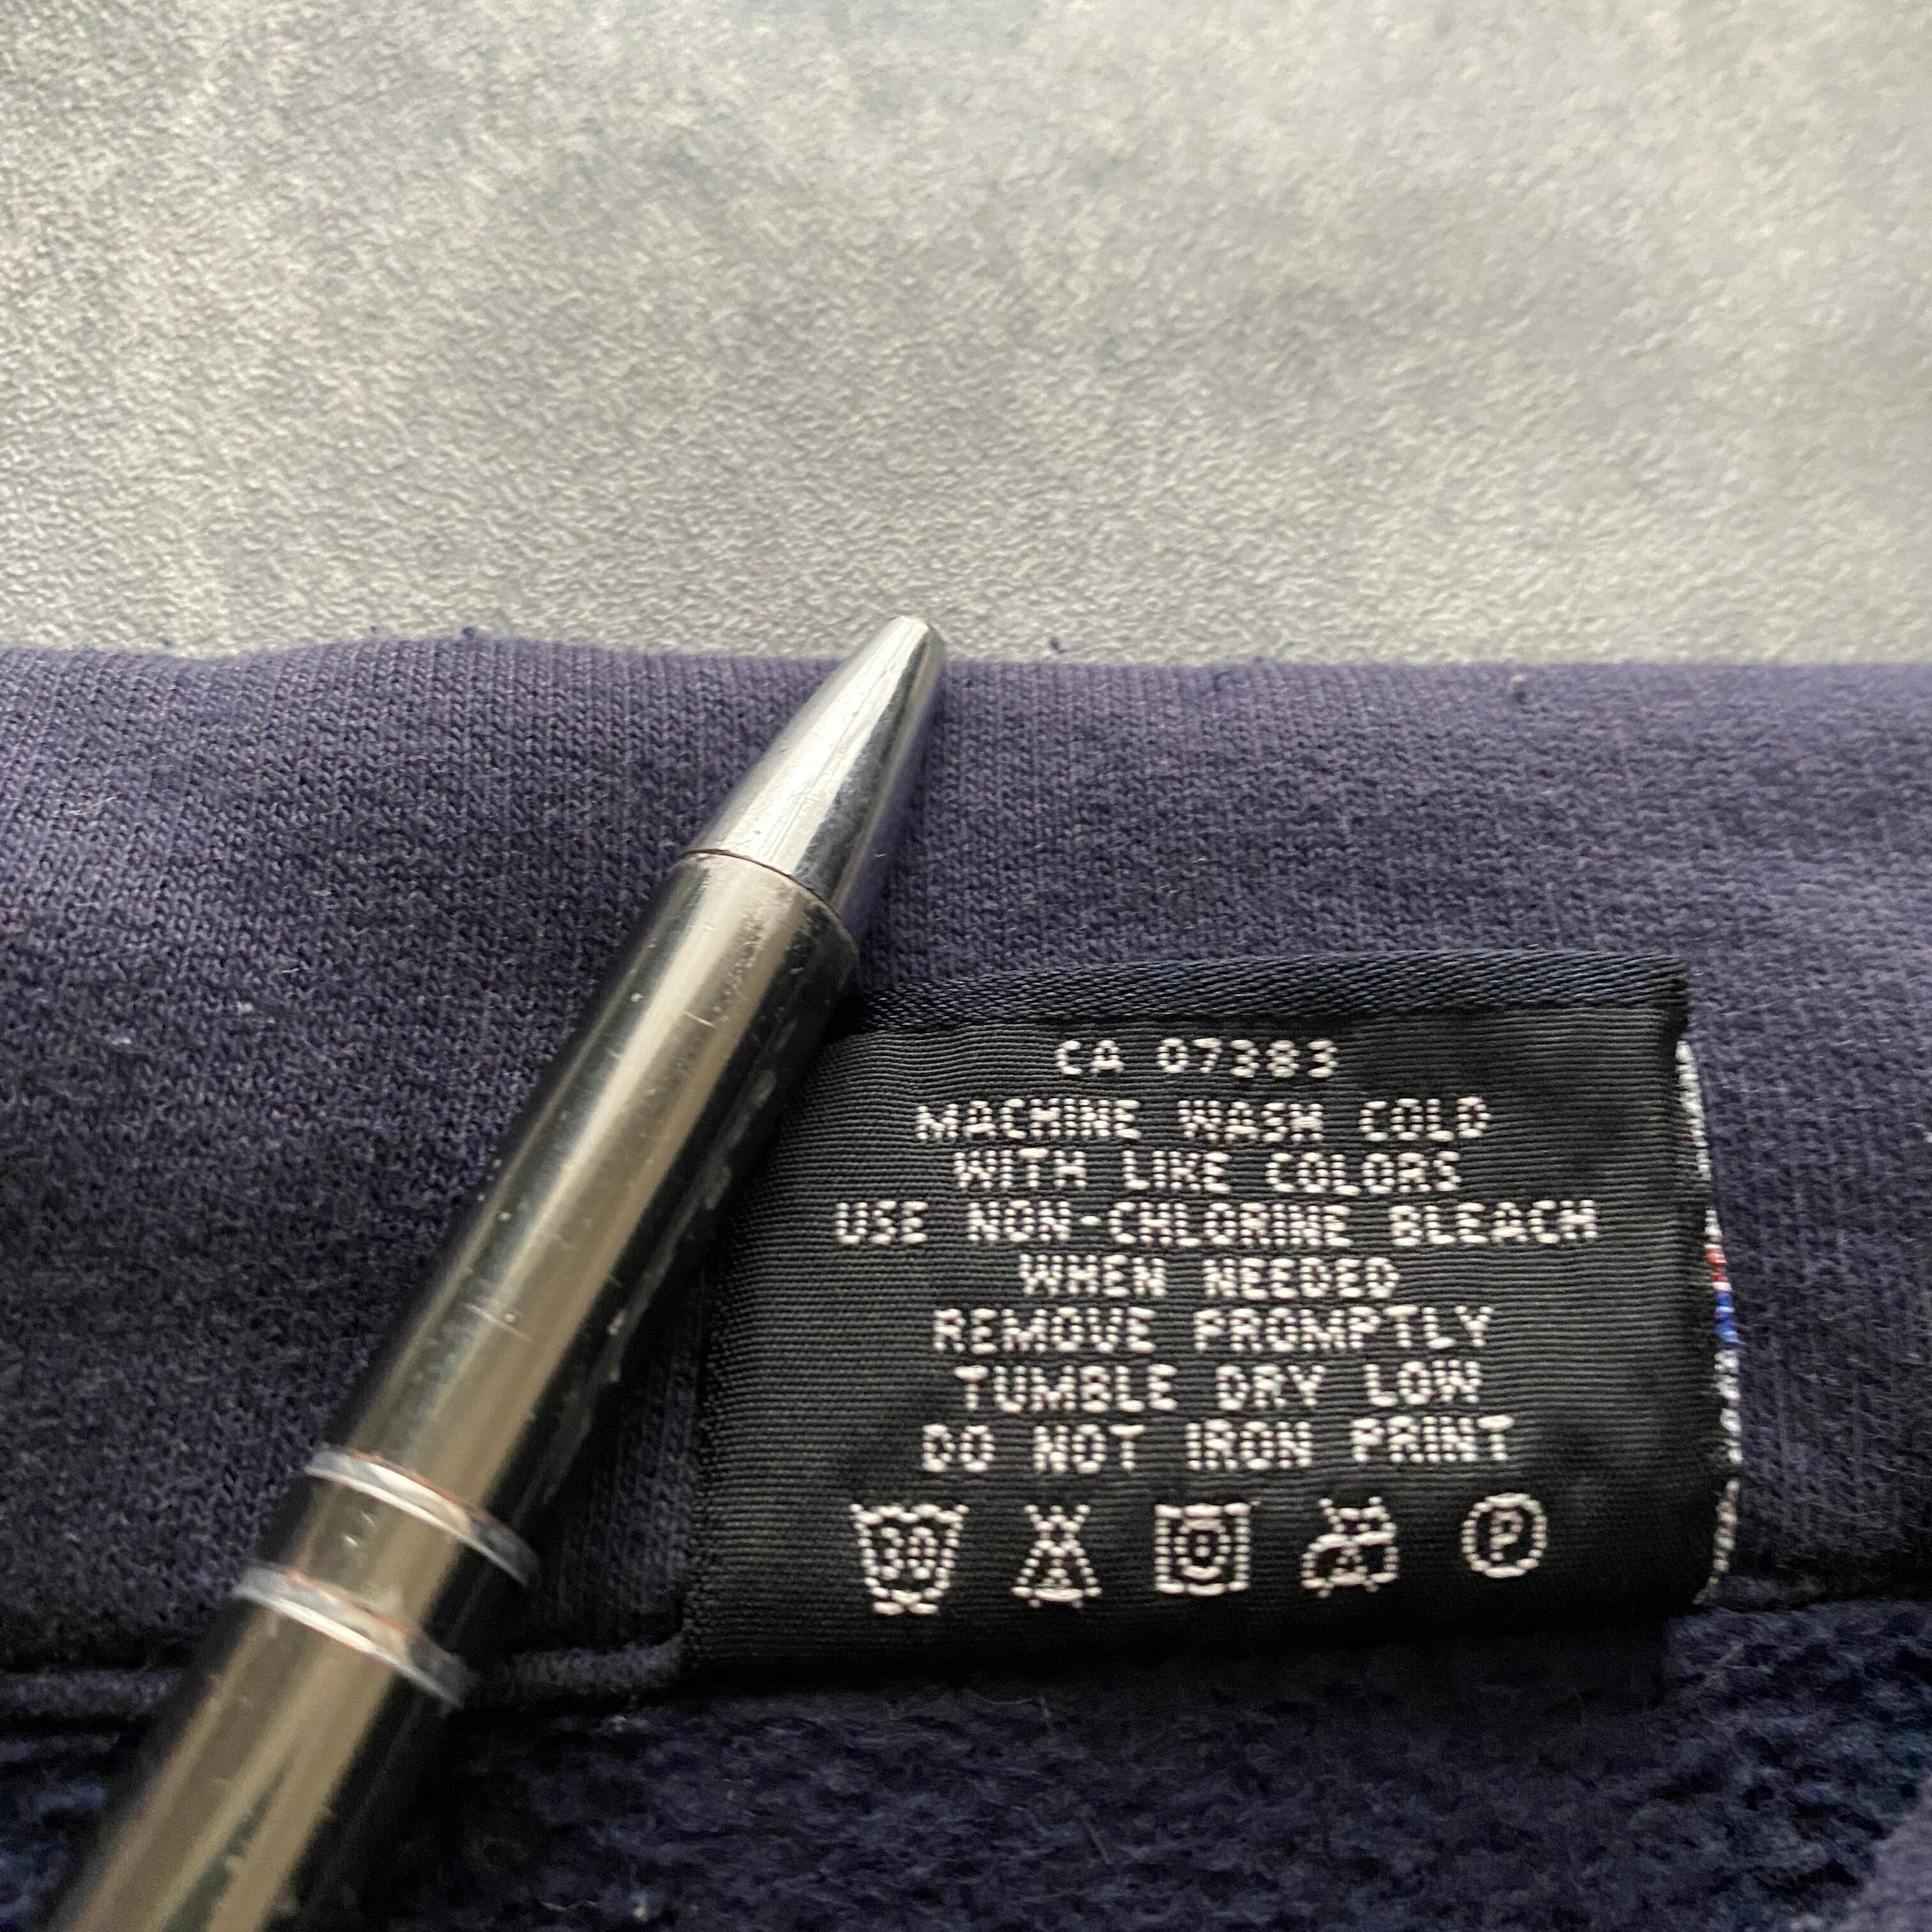 CA 07383
MACHINE WASH COLD
WITH LIKE COLORS
USE NON-CHLORINE BLEACH
WHEN NEEDED
REMOVE PROMPTLY
TUMBLE DRY LOW
DO NOT IRON PRINT
30 P